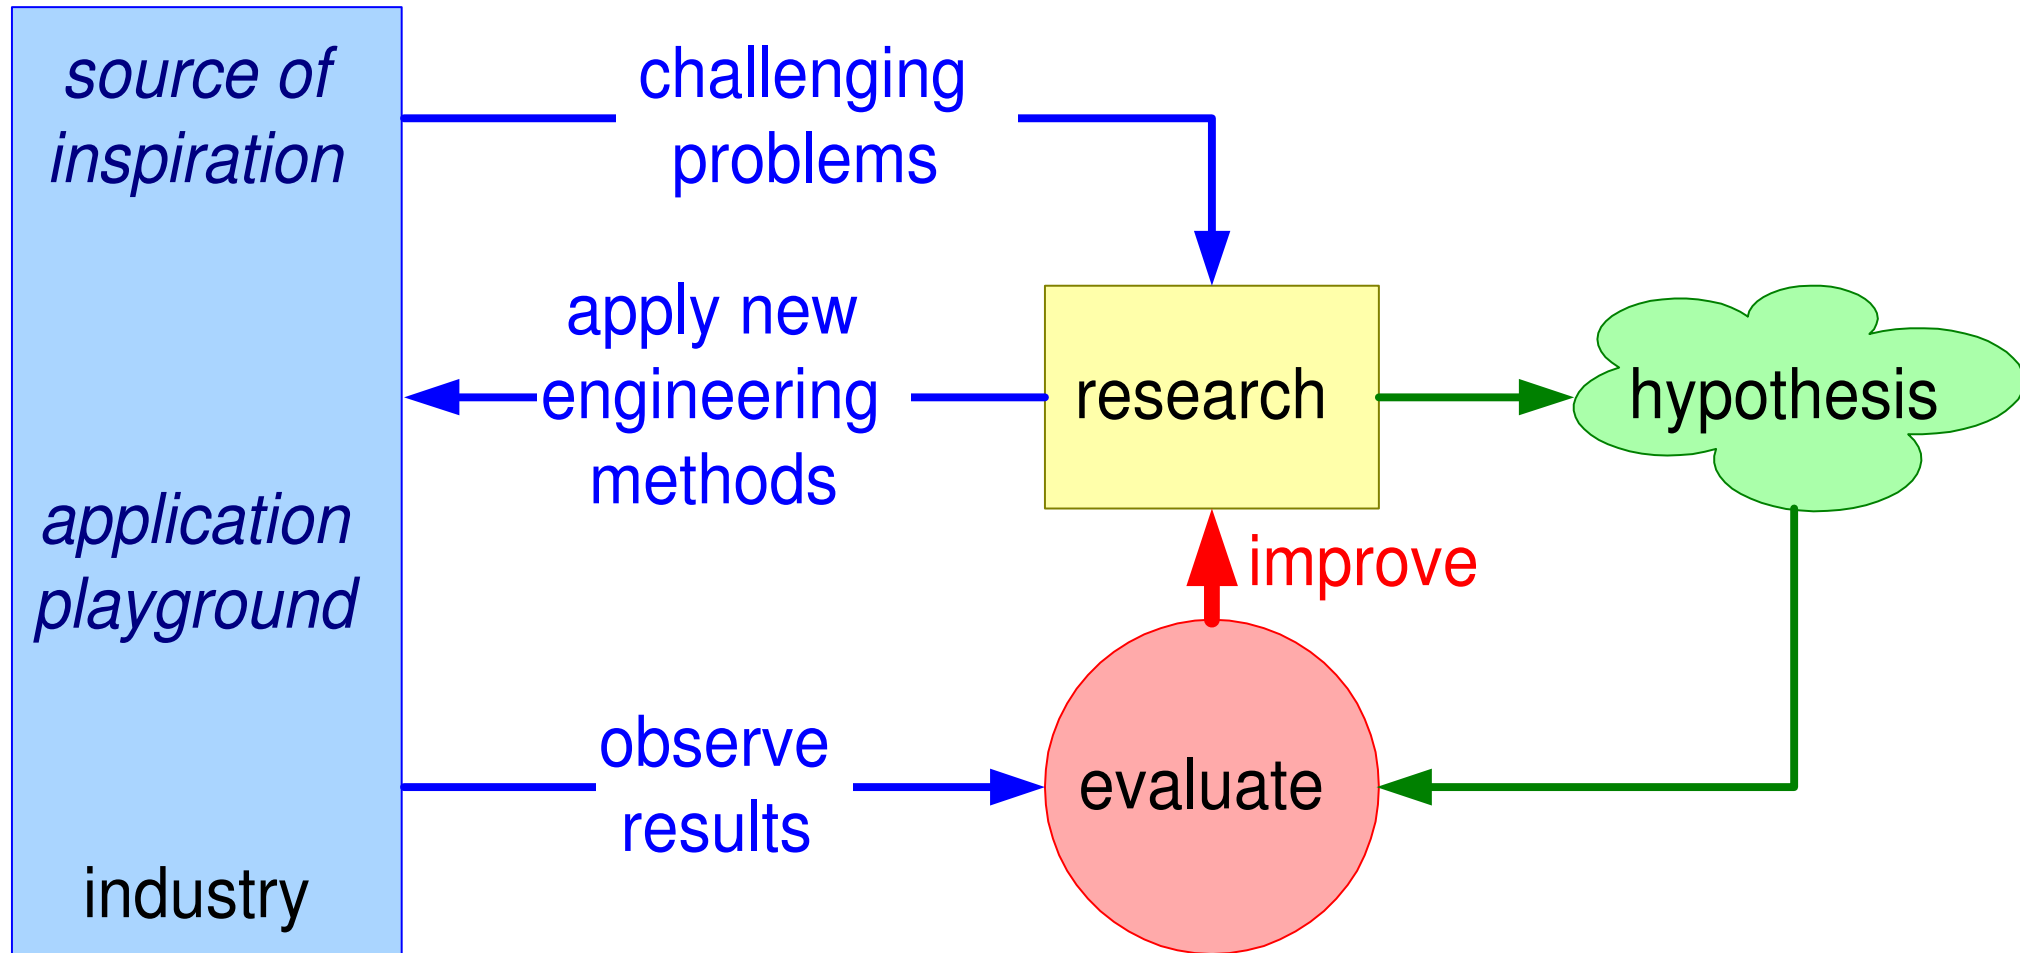 source of
inspiration
challenging
problems
apply new
engineering
methods
research
hypothesis
application
playground
improve
observe
results
evaluate
industry